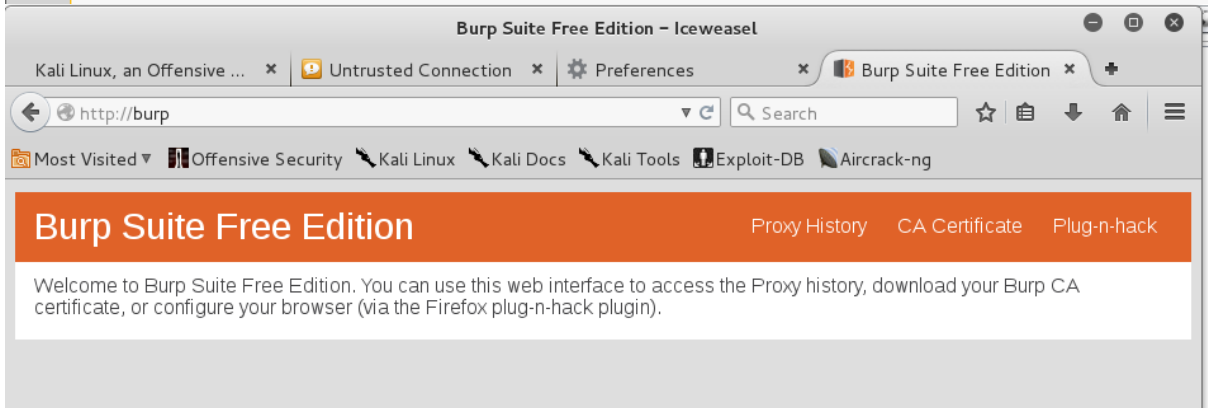 Burp Suite Free Edition - Iceweasel
Kali Linux, an Offensive ... Untrusted Connection Preferences Burp Suite Free Edition
http://burp Search
Most Visited Offensive Security Kali Linux Kali Docs Kali Tools Exploit-DB Aircrack-ng
Burp Suite Free Edition Proxy History CA Certificate Plug-n-hack
Welcome to Burp Suite Free Edition. You can use this web interface to access the Proxy history, download your Burp CA
certificate, or configure your browser (via the Firefox plug-n-hack plugin).